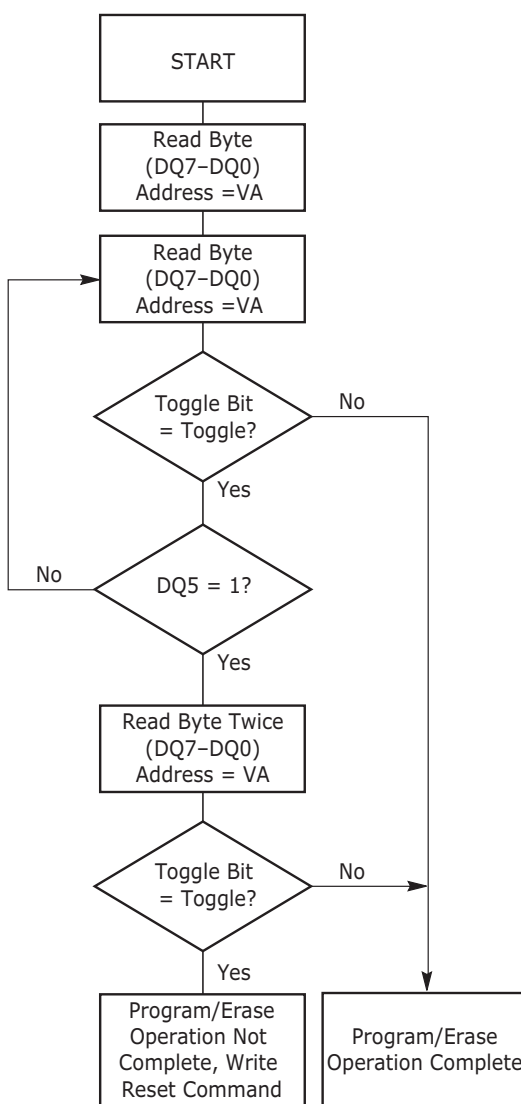 START
Read Byte
(DQ7–DQ0)
Address =VA
Read Byte
(DQ7–DQ0)
Address =VA
Toggle Bit
= Toggle?
No
Yes
No
DQ5 = 1?
Yes
Read Byte Twice
(DQ7–DQ0)
Address = VA
Toggle Bit
= Toggle?
No
Yes
Program/Erase
Operation Not
Complete, Write
Reset Command
Program/Erase
Operation Complete